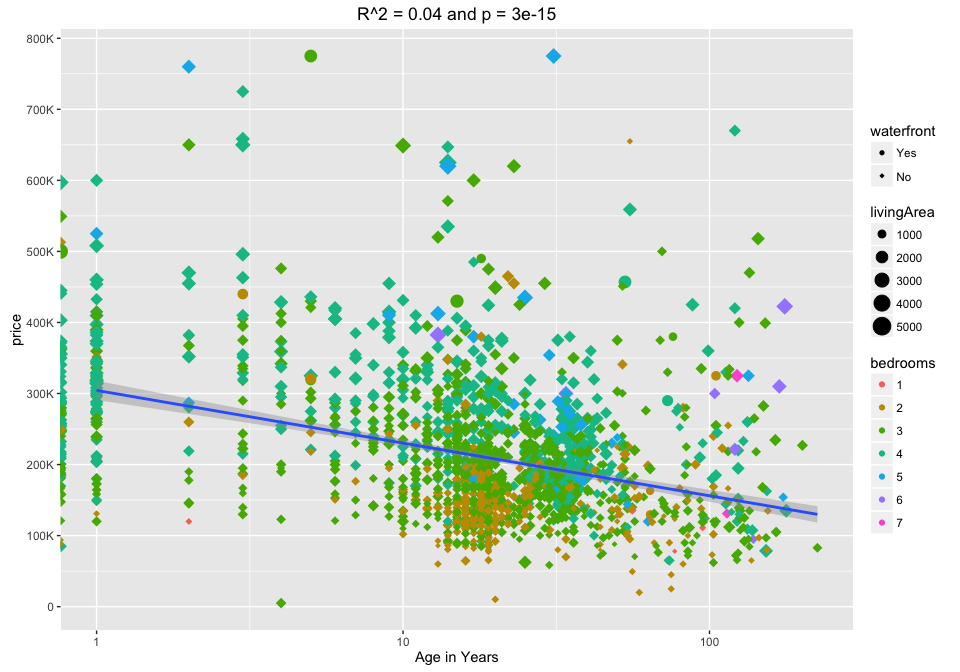 R^2 = 0.04 and p = 3e-15
800K
700K
600K
500K
400K
300K
200K
100K
0
price
1
10
100
Age in Years
waterfront
Yes
No
livingArea
1000
2000
3000
4000
5000
bedrooms
1
2
3
4
5
6
7